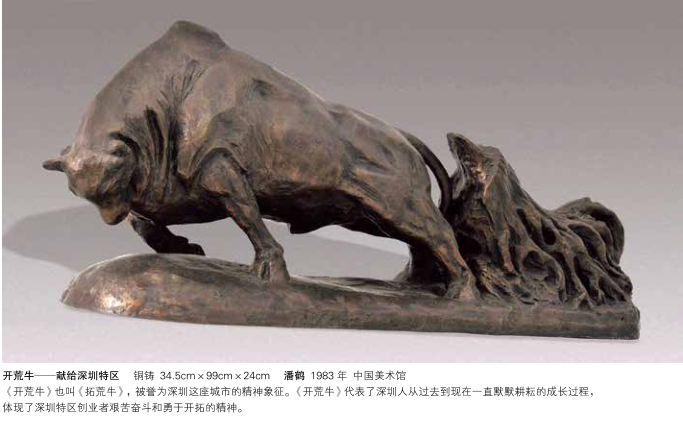 开荒牛——献给深圳特区 铜铸 34.5cm×99cm×24cm 潘鹤 1983 年 中国美术馆
《开荒牛》也叫《拓荒牛》，被誉为深圳这座城市的精神象征。《开荒牛》代表了深圳人从过去到现在一直默默耕耘的成长过程，
体现了深圳特区创业者艰苦奋斗和勇于开拓的精神。